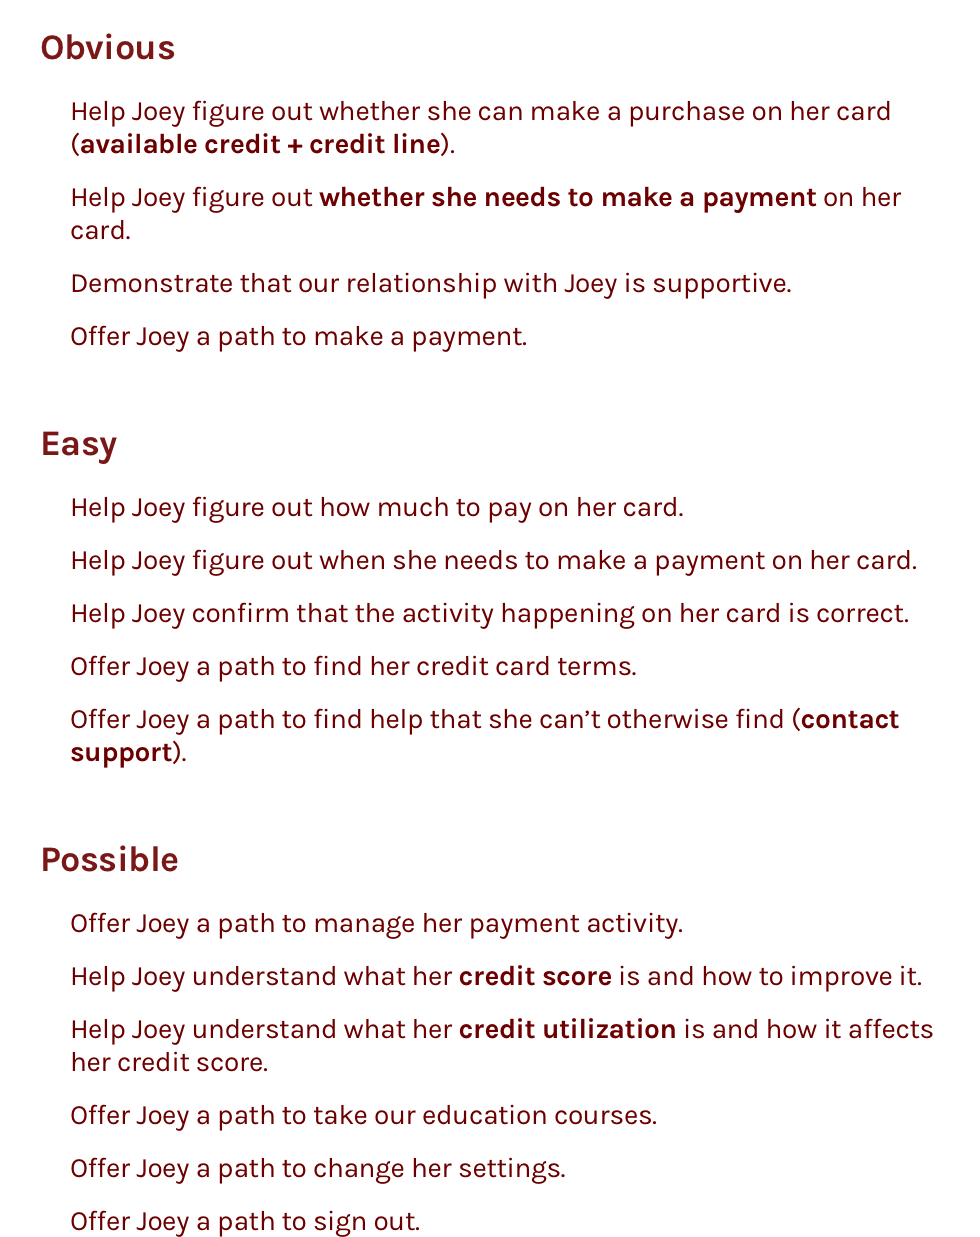 Obvious
Help Joey figure out whether she can make a purchase on her card
(available credit + credit line).
Help Joey figure out whether she needs to make a payment on her
card.
Demonstrate that our relationship with Joey is supportive.
Offer Joey a path to make a payment.
Easy
Help Joey figure out how much to pay on her card.
Help Joey figure out when she needs to make a payment on her card.
Help Joey confirm that the activity happening on her card is correct.
Offer Joey a path to find her credit card terms.
Offer Joey a path to find help that she can’t otherwise find (contact
support).
Possible
Offer Joey a path to manage her payment activity.
Help Joey understand what her credit score is and how to improve it.
Help Joey understand what her credit utilization is and how it affects
her credit score.
Offer Joey a path to take our education courses.
Offer Joey a path to change her settings.
Offer Joey a path to sign out.